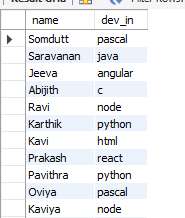 name dev_in
Somdutt pascal
Saravanan java
Jeeva angular
Abijith c
Ravi node
Karthik python
Kavi html
Prakash react
Pavithra python
Oviya pascal
Kaviya node